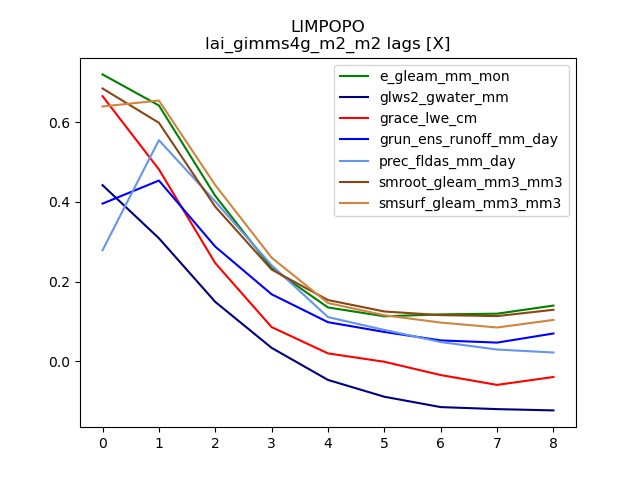 LIMPOPO
lai_gimms4g_m2_m2 lags [X]
e_gleam_mm_mon
glws2_gwater_mm
grace_lwe_cm
grun_ens_runoff_mm_day
prec_fldas_mm_day
smroot_gleam_mm3_mm3
smsurf_gleam_mm3_mm3
0.6
0.4
0.2
0.0
0 1 2 3 4 5 6 7 8